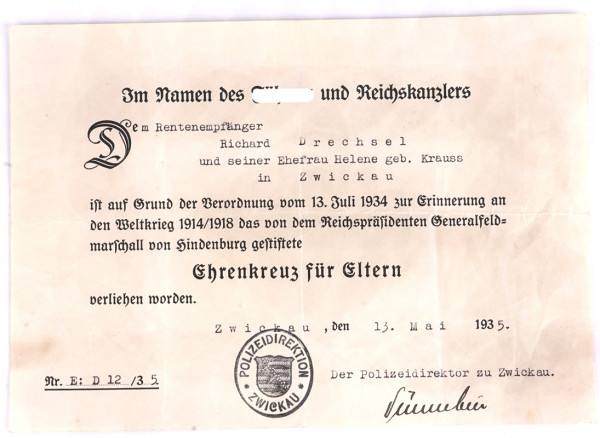 Im Namen des und Reichskanzlers
Dem Rentenempfänger
Richard Drechsel
und seiner Ehefrau Helene geb. Krauss
in Zwickau
ist auf Grund der Verordnung vom 13. Juli 1934 zur Erinnerung an
den Weltkrieg 1914/1918 das von dem Reichspräsidenten Generalfeld-
marschall von Hindenburg gestiftete
Ehrenkreuz für Eltern
verliehen worden.
Zwickau, den 13. Mai 1935.
POLIZEIDIREKTION
* ZWICKAU *
Der Polizeidirektor zu Zwickau.
Nr. E: D 12 /35